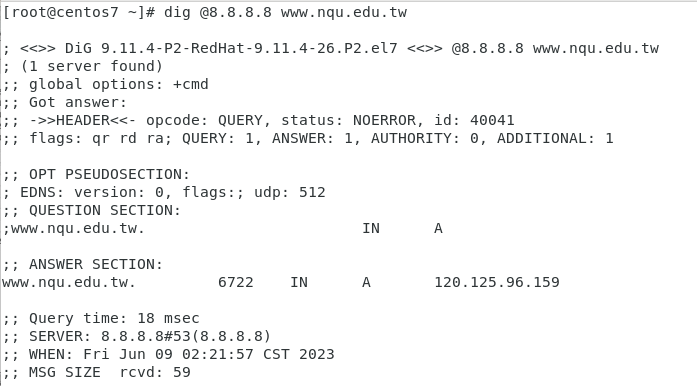 [root@centos7 ~]# dig @8.8.8.8 www.nqu.edu.tw
; <<>> DiG 9.11.4-P2-RedHat-9.11.4-26.P2.el7 <<>> @8.8.8.8 www.nqu.edu.tw
; (1 server found)
;; global options: +cmd
;; Got answer:
;; ->>HEADER<<- opcode: QUERY, status: NOERROR, id: 40041
;; flags: qr rd ra; QUERY: 1, ANSWER: 1, AUTHORITY: 0, ADDITIONAL: 1
;; OPT PSEUDOSECTION:
; EDNS: version: 0, flags:; udp: 512
;; QUESTION SECTION:
;www.nqu.edu.tw. IN A
;; ANSWER SECTION:
www.nqu.edu.tw. 6722 IN A 120.125.96.159
;; Query time: 18 msec
;; SERVER: 8.8.8.8#53(8.8.8.8)
;; WHEN: Fri Jun 09 02:21:57 CST 2023
;; MSG SIZE rcvd: 59